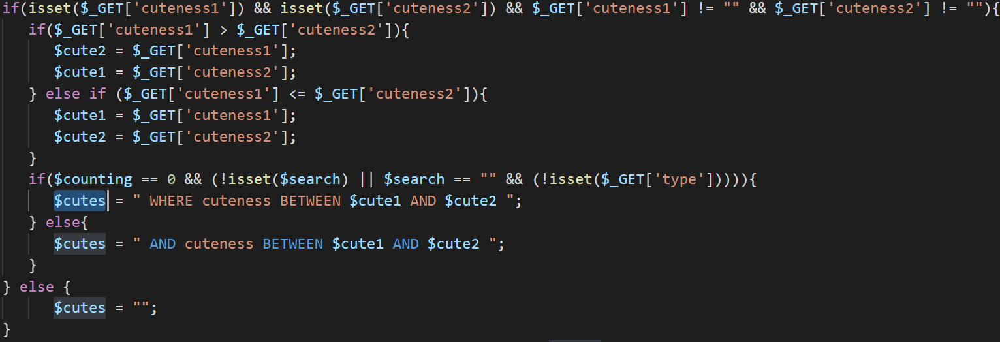 if(isset($_GET['cuteness1']) && isset($_GET['cuteness2']) && $_GET['cuteness1'] != "" && $_GET['cuteness2'] != ""){
if($_GET['cuteness1'] > $_GET['cuteness2']){
$cute2 = $_GET['cuteness1'];
$cute1 = $_GET['cuteness2'];
} else if ($_GET['cuteness1'] <= $_GET['cuteness2']){
$cute1 = $_GET['cuteness1'];
$cute2 = $_GET['cuteness2'];
}
if($counting == 0 && (!isset($search) || $search == "" && (!isset($_GET['type'])))){
$cutes = " WHERE cuteness BETWEEN $cute1 AND $cute2 ";
} else{
$cutes = " AND cuteness BETWEEN $cute1 AND $cute2 ";
}
} else {
$cutes = "";
}